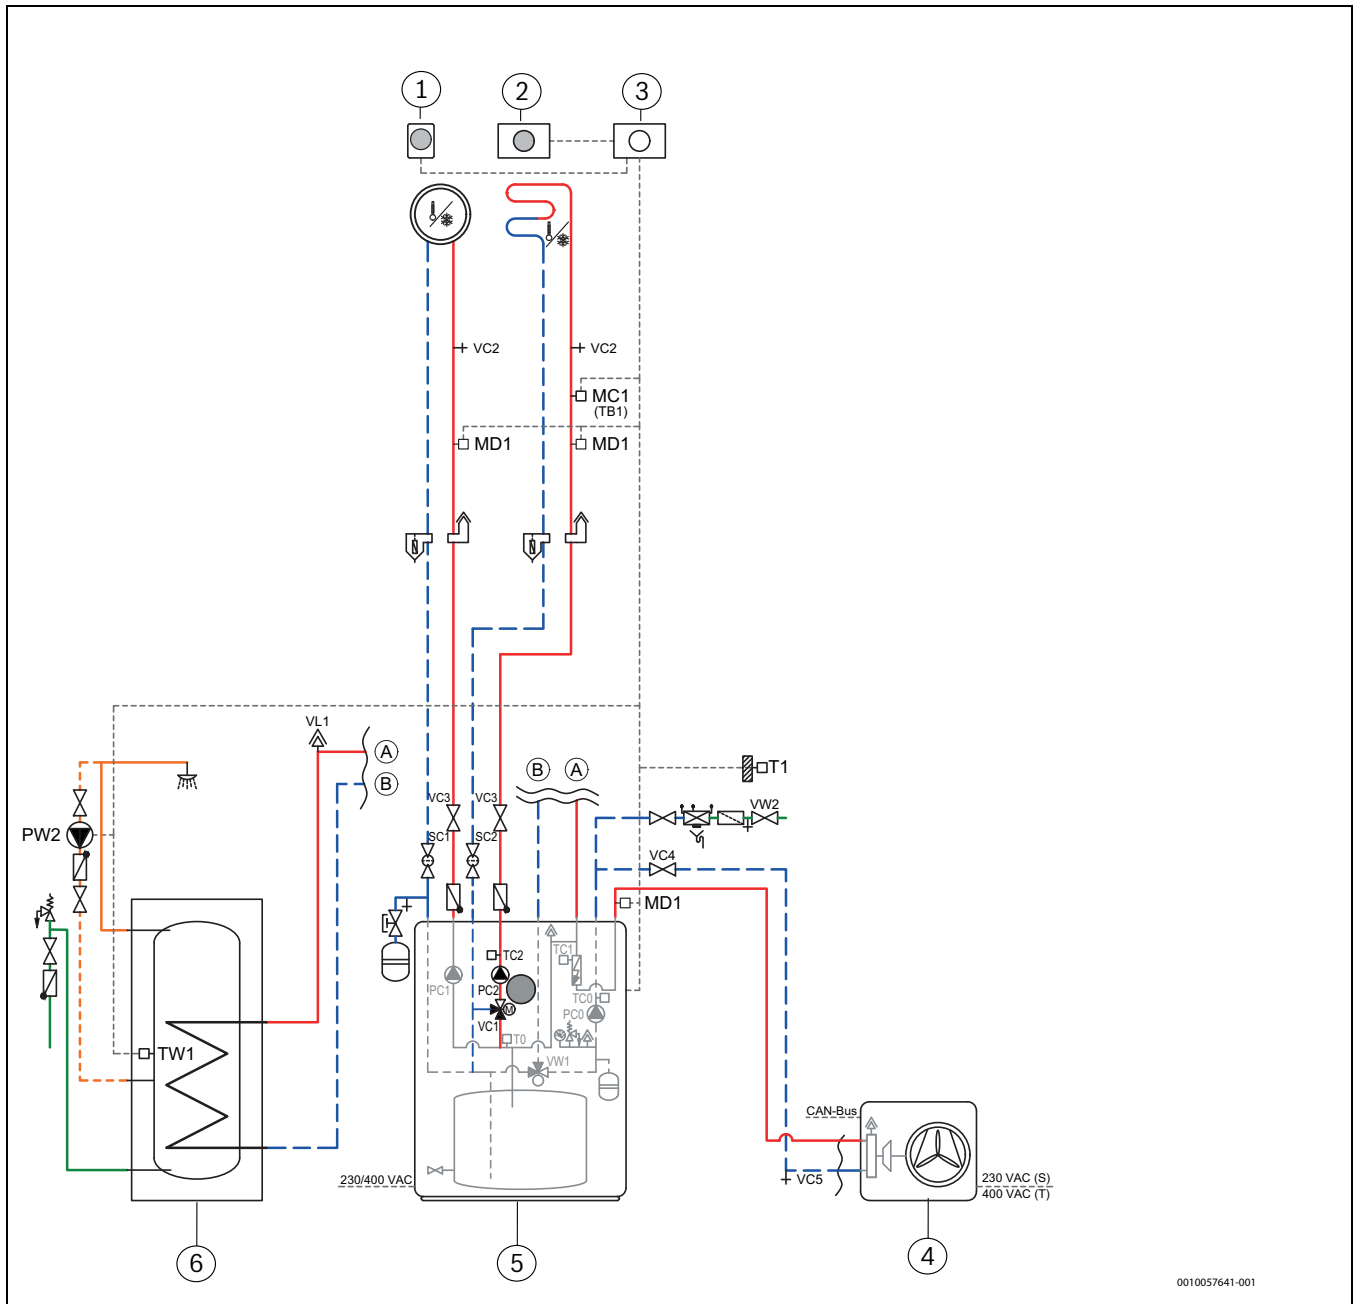 1
2
3
VC2
VC2
MC1
(TB1)
MD1
MD1
VL1
A
B
B
A
T1
VC3
VC3
VW2
PW2
SC1
SC2
VC4
MD1
TC2
TC1
PC1
PC2
TC0
PC0
M
VC1
T0
TW1
VW1
CAN-Bus
230/400 VAC
VC5
230 VAC (S)
400 VAC (T)
6
5
4
0010057641-001